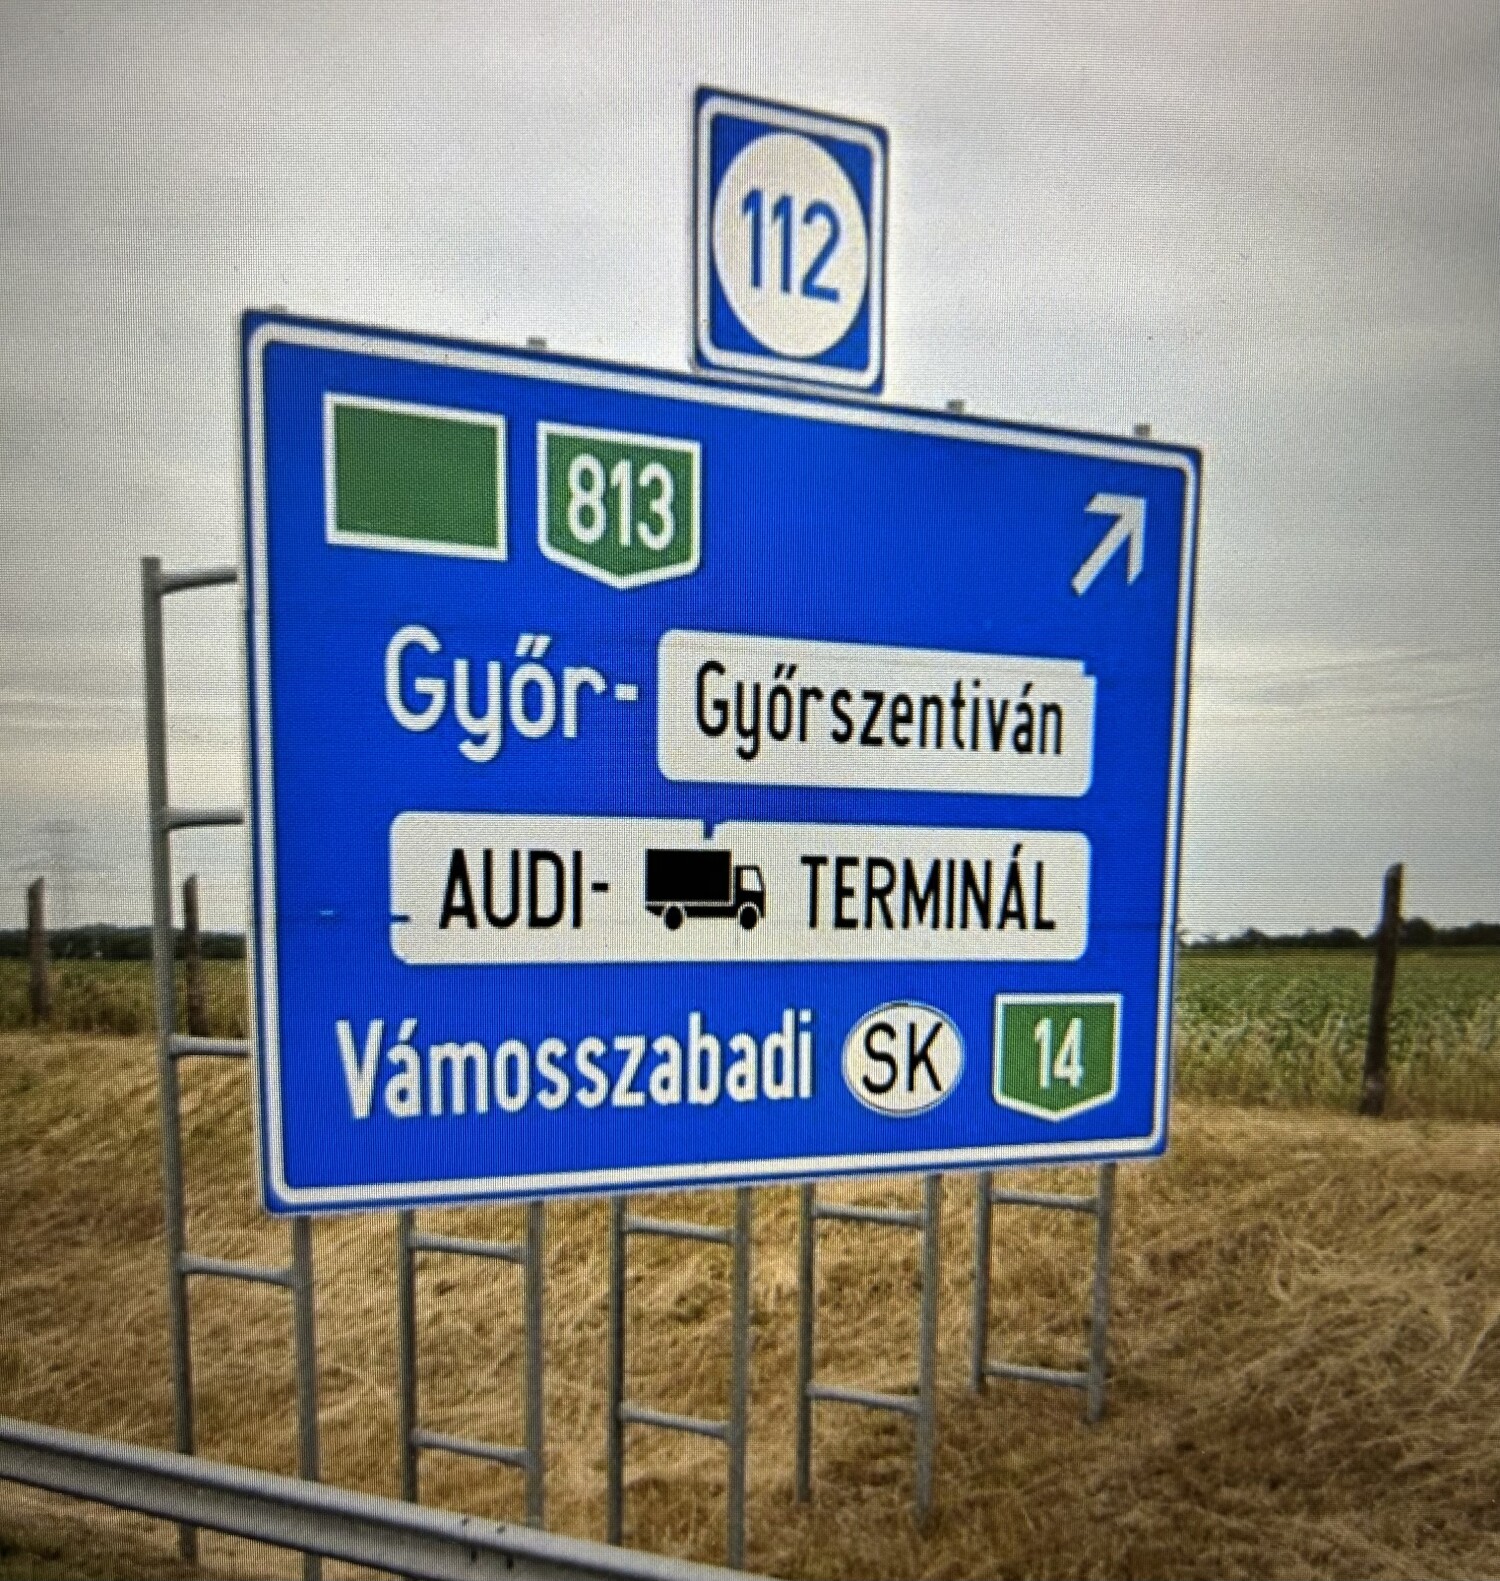 112
813
Győr- Győrszentiván
AUDI- TERMINÁL
Vámosszabadi SK 14